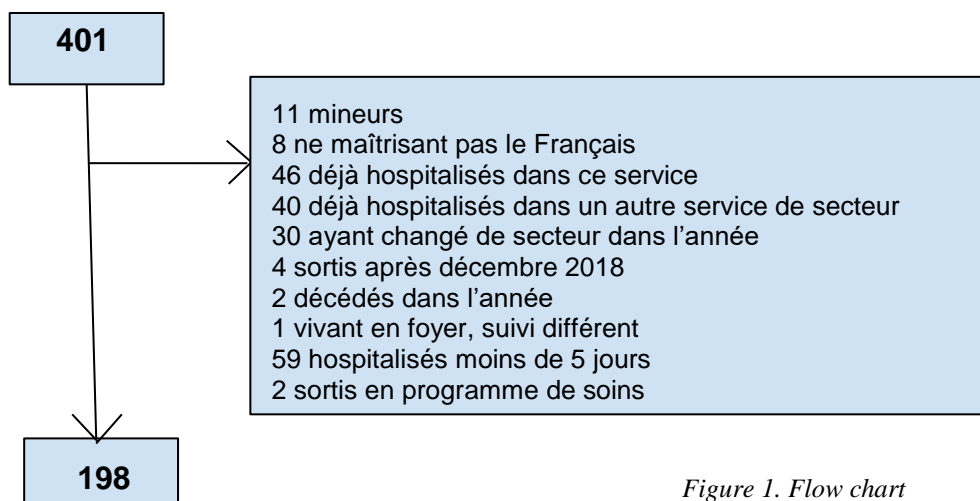 401
11 mineurs
8 ne maîtrisant pas le Français
46 déjà hospitalisés dans ce service
40 déjà hospitalisés dans un autre service de secteur
30 ayant changé de secteur dans l'année
4 sortis après décembre 2018
2 décédés dans l'année
1 vivant en foyer, suivi différent
59 hospitalisés moins de 5 jours
2 sortis en programme de soins
198
Figure 1. Flow chart